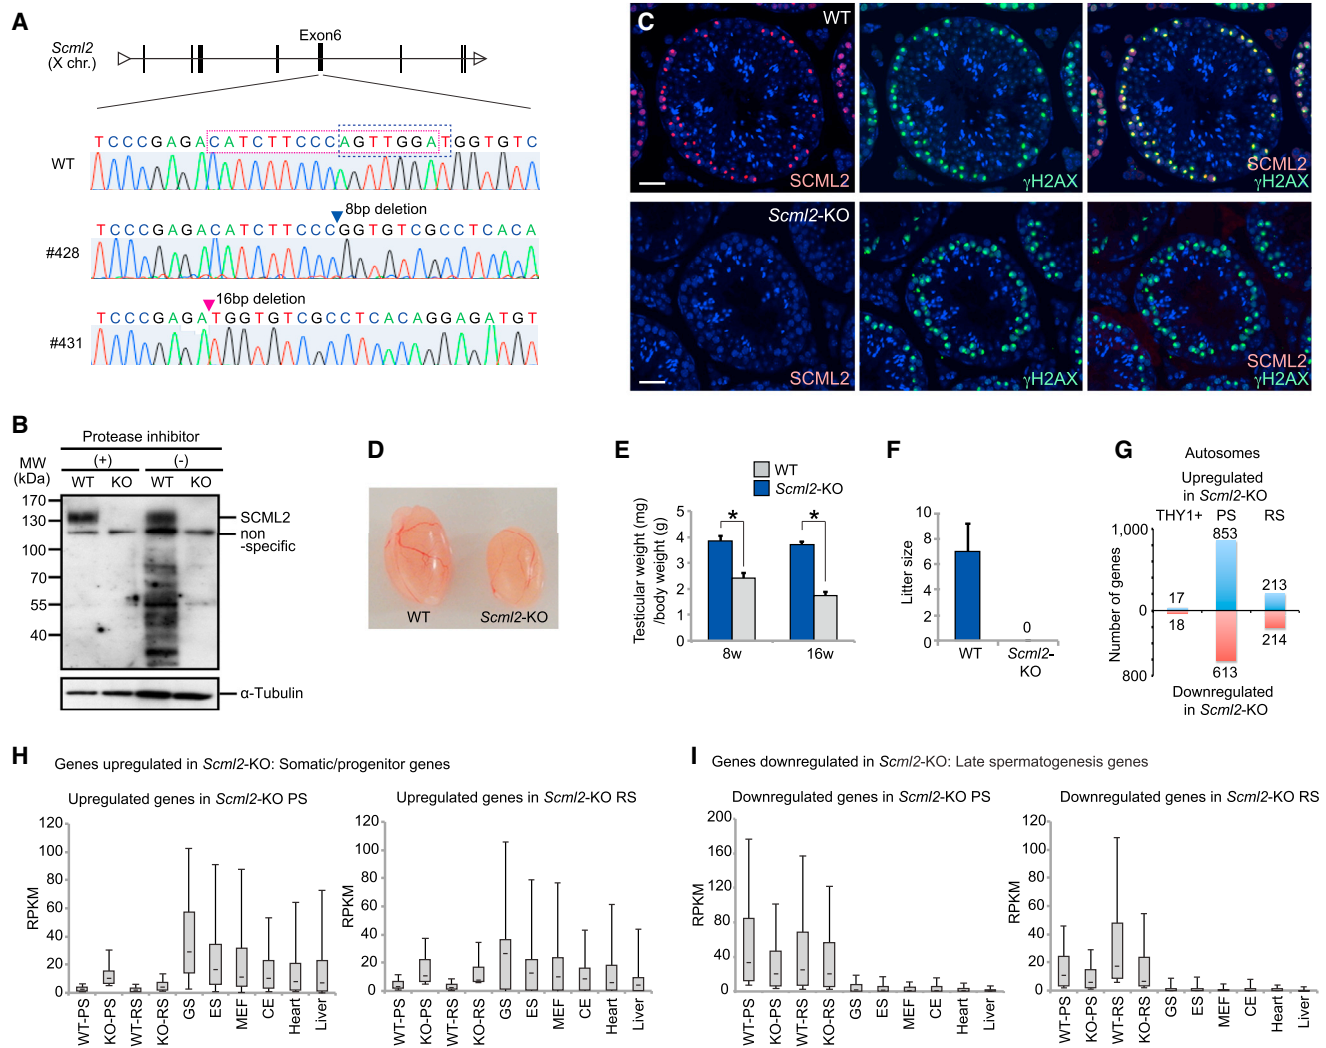 A
Scml2
(X chr.)
Exon6
TCCCGAGACATCTTCCCAGTTGGATGGTGTC
WT
8bp deletion
TCCCGAGACATCTTCCCGGTGTCGCCTCACA
#428
16bp deletion
TCCCGAGATGGTGTCGCCTCACAGGAGATGT
#431
B
Protease inhibitor
(+) (-)
MW
(kDa)
WT KO WT KO
170
130
100
70
55
40
SCML2
non
-specific
α-Tubulin
C
WT
SCML2
γH2AX
SCML2
γH2AX
Scml2-KO
SCML2
γH2AX
SCML2
γH2AX
D
WT
Scml2-KO
E
WT
Scml2-KO
Testicular weight (mg)
/body weight (g)
5
4
3
2
1
0
*
*
8w
16w
F
Litter size
10
8
6
4
2
0
0
WT
Scml2-
KO
G
Autosomes
Upregulated
in Scml2-KO
THY1+ PS RS
Number of genes
1,000
0
800
17
853
213
18
613
214
Downregulated
in Scml2-KO
H
Genes upregulated in Scml2-KO: Somatic/progenitor genes
Upregulated genes in Scml2-KO PS
RPKM
120
100
80
60
40
20
0
WT-PS
KO-PS
WT-RS
KO-RS
GS
ES
MEF
CE
Heart
Liver
Upregulated genes in Scml2-KO RS
RPKM
120
100
80
60
40
20
0
WT-PS
KO-PS
WT-RS
KO-RS
GS
ES
MEF
CE
Heart
Liver
I
Genes downregulated in Scml2-KO: Late spermatogenesis genes
Downregulated genes in Scml2-KO PS
RPKM
200
160
120
80
40
0
WT-PS
KO-PS
WT-RS
KO-RS
GS
ES
MEF
CE
Heart
Liver
Downregulated genes in Scml2-KO RS
RPKM
120
100
80
60
40
20
0
WT-PS
KO-PS
WT-RS
KO-RS
GS
ES
MEF
CE
Heart
Liver